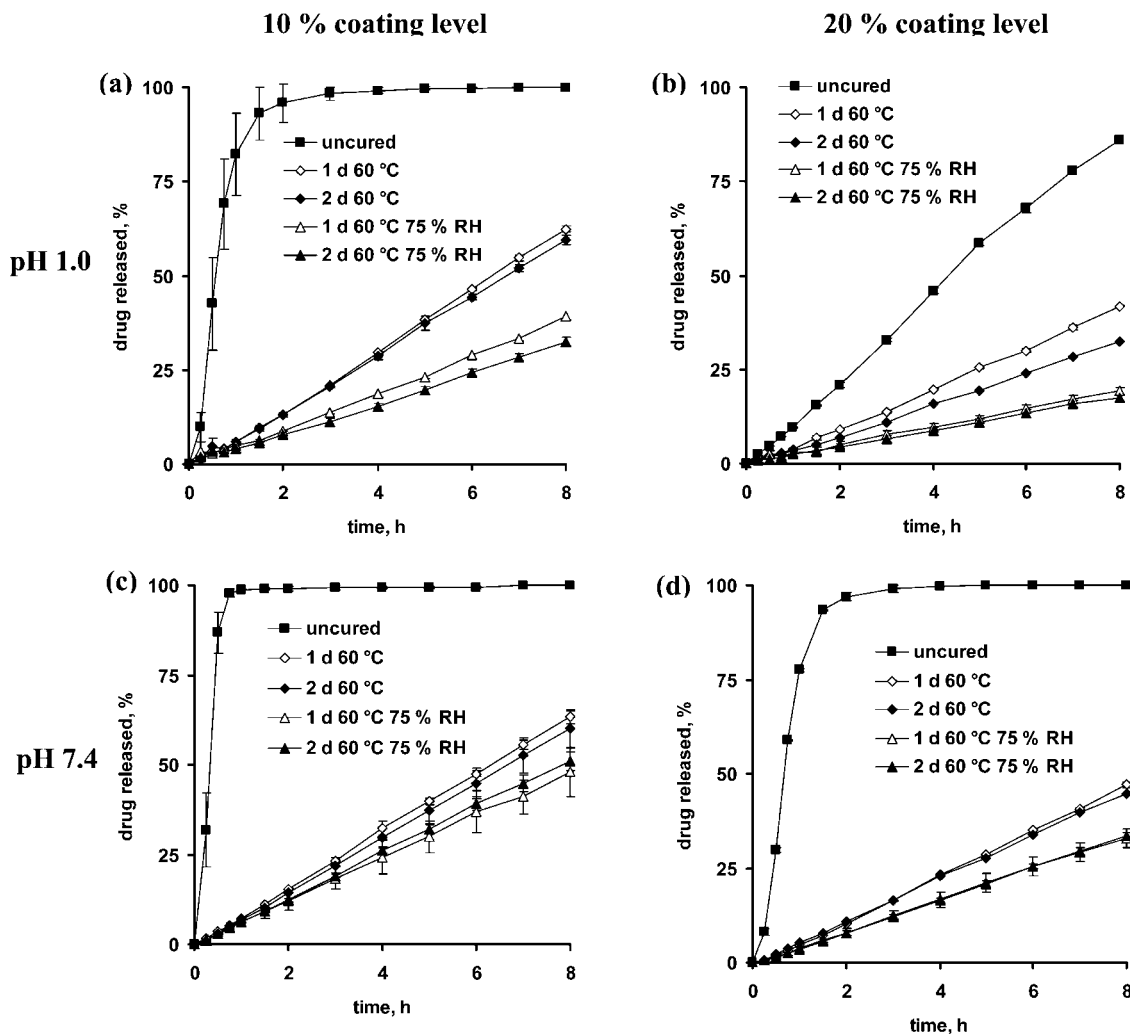 10 % coating level
20 % coating level
pH 1.0
(a)
drug released, %
100
75
50
25
0
uncured
1 d 60 °C
2 d 60 °C
1 d 60 °C 75 % RH
2 d 60 °C 75 % RH
0 2 4 6 8
time, h
(b)
drug released, %
100
75
50
25
0
uncured
1 d 60 °C
2 d 60 °C
1 d 60 °C 75 % RH
2 d 60 °C 75 % RH
0 2 4 6 8
time, h
pH 7.4
(c)
drug released, %
100
75
50
25
0
uncured
1 d 60 °C
2 d 60 °C
1 d 60 °C 75 % RH
2 d 60 °C 75 % RH
0 2 4 6 8
time, h
(d)
drug released, %
100
75
50
25
0
uncured
1 d 60 °C
2 d 60 °C
1 d 60 °C 75 % RH
2 d 60 °C 75 % RH
0 2 4 6 8
time, h